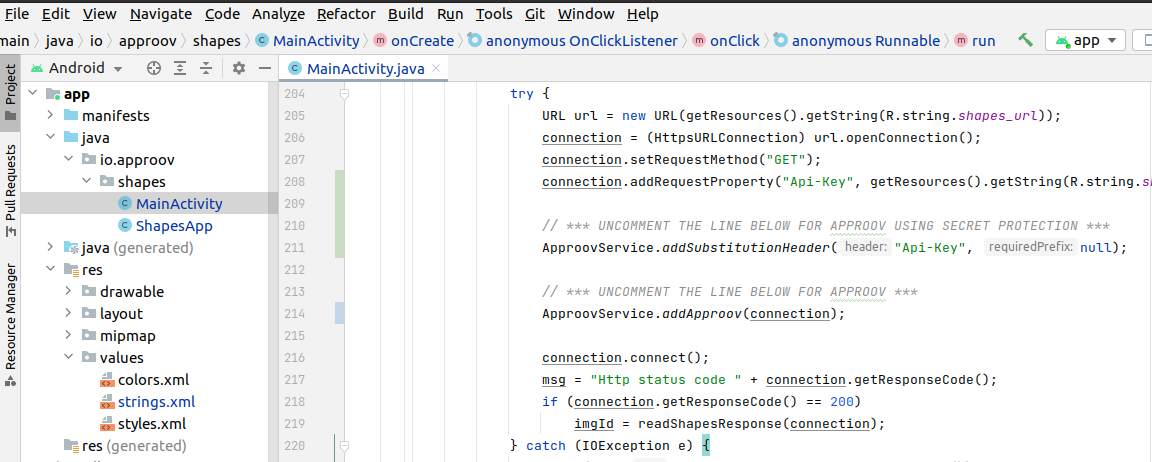 File Edit View Navigate Code Analyze Refactor Build Run Tools Git Window Help
main java io approov shapes MainActivity onCreate anonymous OnClickListener onClick anonymous Runnable run app
Project
Pull Requests
Resource Manager
Android
app
manifests
java
io.approov
shapes
MainActivity
ShapesApp
java (generated)
res
drawable
layout
mipmap
values
colors.xml
strings.xml
styles.xml
res (generated)
MainActivity.java
204 try {
205 URL url = new URL(getResources().getString(R.string.shapes_url));
206 connection = (HttpsURLConnection) url.openConnection();
207 connection.setRequestMethod("GET");
208 connection.addRequestProperty("Api-Key", getResources().getString(R.string.sh
209
210 // *** UNCOMMENT THE LINE BELOW FOR APPROOV USING SECRET PROTECTION ***
211 ApproovService.addSubstitutionHeader( header: "Api-Key", requiredPrefix: null);
212
213 // *** UNCOMMENT THE LINE BELOW FOR APPROOV ***
214 ApproovService.addApproov(connection);
215
216 connection.connect();
217 msg = "Http status code " + connection.getResponseCode();
218 if (connection.getResponseCode() == 200)
219 imgId = readShapesResponse(connection);
220 } catch (IOException e) {